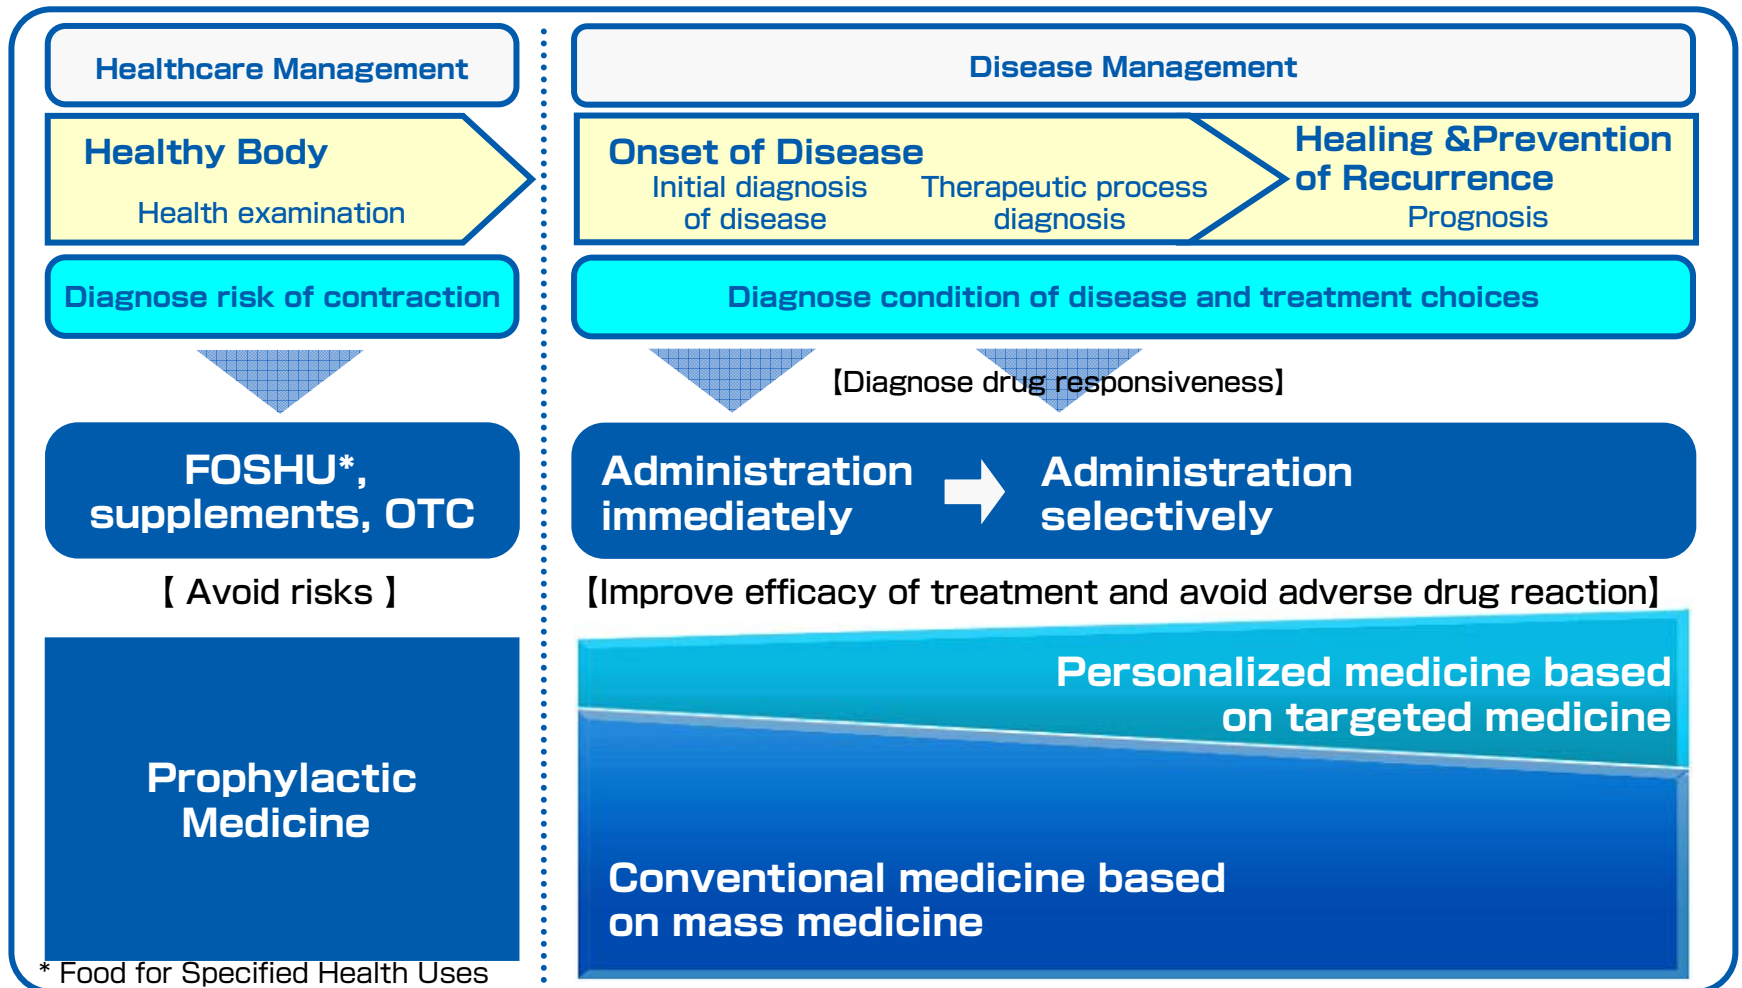 Healthcare Management
Disease Management
Healthy Body
Health examination
Onset of Disease
Initial diagnosis
of disease
Therapeutic process
diagnosis
Healing &Prevention
of Recurrence
Prognosis
Diagnose risk of contraction
Diagnose condition of disease and treatment choices
【Diagnose drug responsiveness】
FOSHU*,
supplements, OTC
Administration
immediately
Administration
selectively
【 Avoid risks 】
【Improve efficacy of treatment and avoid adverse drug reaction】
Prophylactic
Medicine
Personalized medicine based
on targeted medicine
Conventional medicine based
on mass medicine
* Food for Specified Health Uses